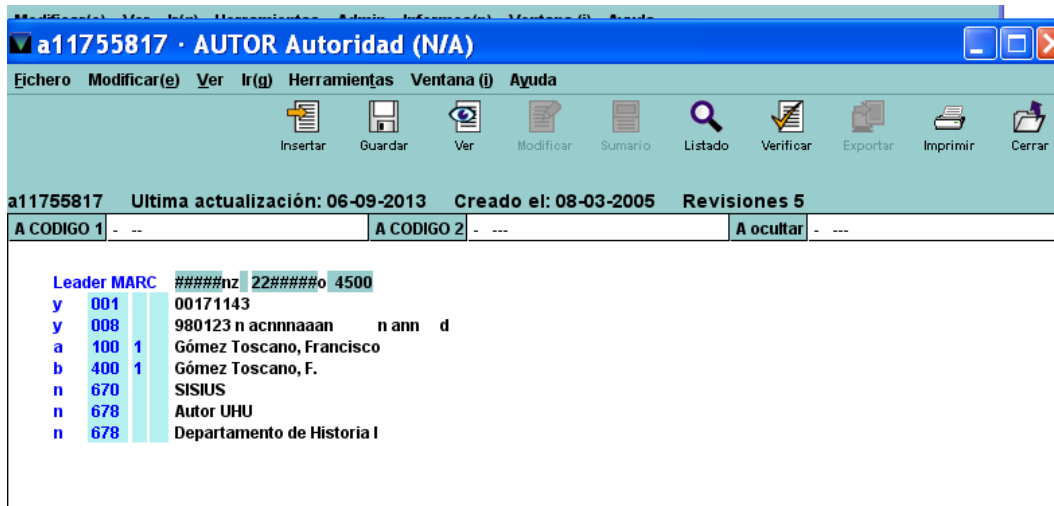 a11755817 · AUTOR Autoridad (N/A)
Fichero Modificar(e) Ver Ir(g) Herramientas Ventana (i) Ayuda
Insertar Guardar Ver Modificar Sumario Listado Verificar Exportar Imprimir Cerrar
a11755817 Ultima actualización: 06-09-2013 Creado el: 08-03-2005 Revisiones 5
A CODIGO 1 - -- A CODIGO 2 - --- A ocultar - ---
Leader MARC #####nz 22#####o 4500
y 001 00171143
y 008 980123 n acnnnaaan n ann d
a 100 1 Gómez Toscano, Francisco
b 400 1 Gómez Toscano, F.
n 670 SISIUS
n 678 Autor UHU
n 678 Departamento de Historia I